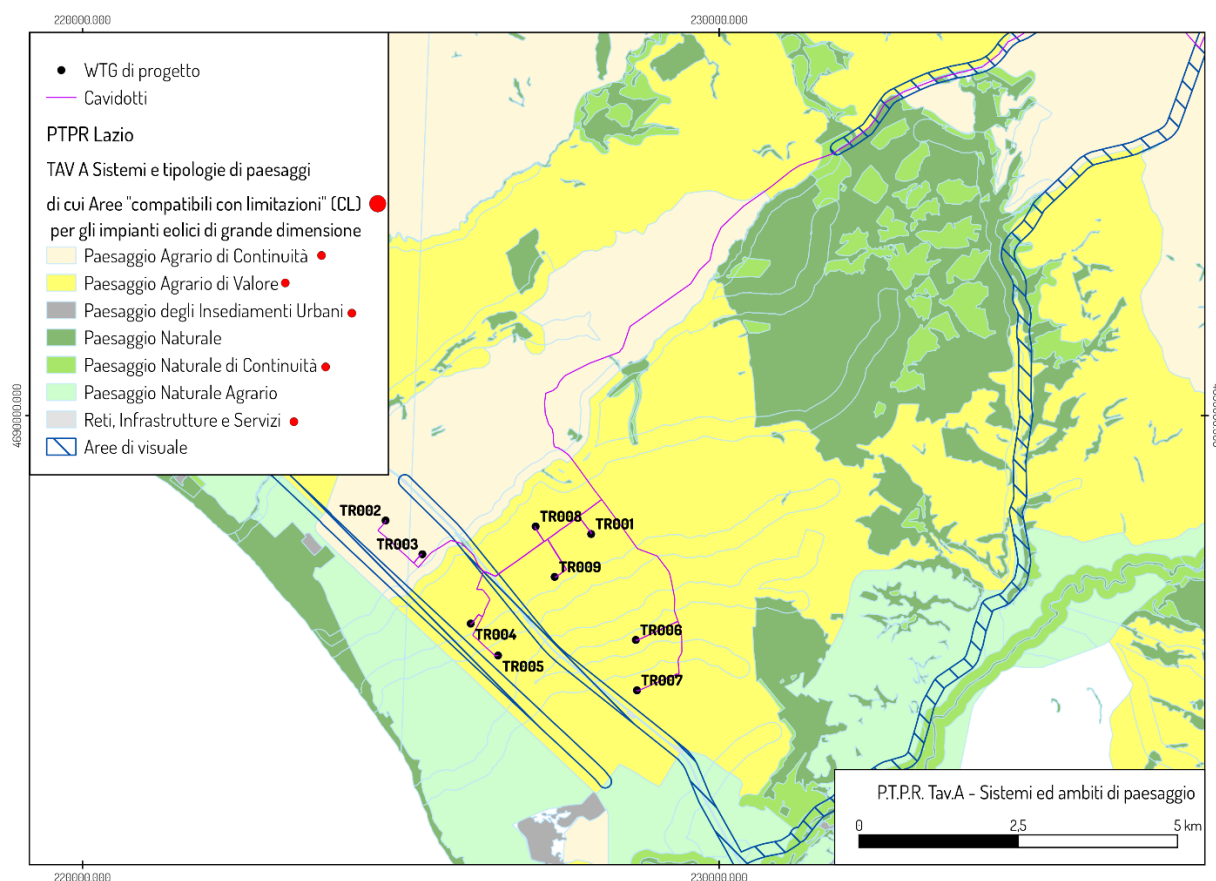 220000.000
230000.000
WTG di progetto
Cavidotti
PTPR Lazio
TAV A Sistemi e tipologie di paesaggi
di cui Aree "compatibili con limitazioni" (CL)
per gli impianti eolici di grande dimensione
Paesaggio Agrario di Continuità
Paesaggio Agrario di Valore
Paesaggio degli Insediamenti Urbani
Paesaggio Naturale
Paesaggio Naturale di Continuità
Paesaggio Naturale Agrario
Reti, Infrastrutture e Servizi
Aree di visuale
4690000.000
4690000.000
TR002
TR008
TR001
TR003
TR009
TR004
TR006
TR005
TR007
P.T.P.R. Tav.A - Sistemi ed ambiti di paesaggio
0
2,5
5 km
220000.000
230000.000